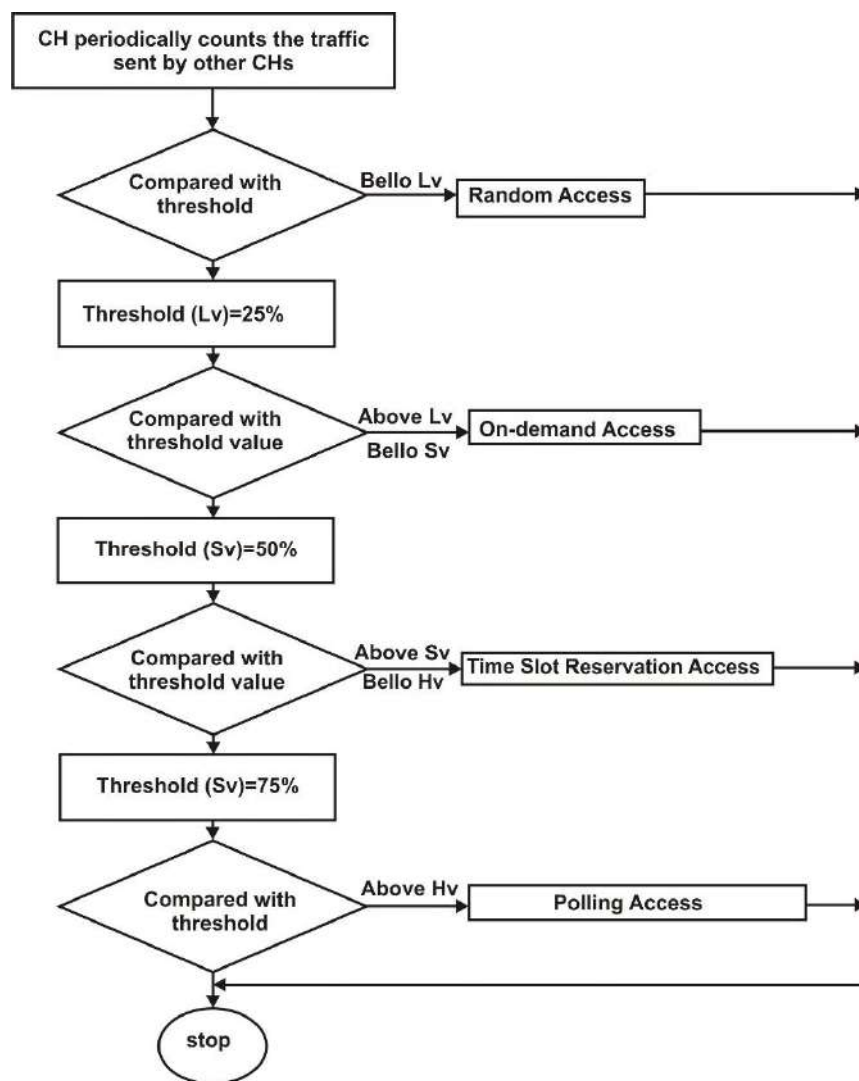 CH periodically counts the traffic
sent by other CHs
Compared with
threshold
Bello Lv
Random Access
Threshold (Lv)=25%
Compared with
threshold value
Above Lv
Bello Sv
On-demand Access
Threshold (Sv)=50%
Compared with
threshold value
Above Sv
Bello Hv
Time Slot Reservation Access
Threshold (Sv)=75%
Compared with
threshold
Above Hv
Polling Access
stop